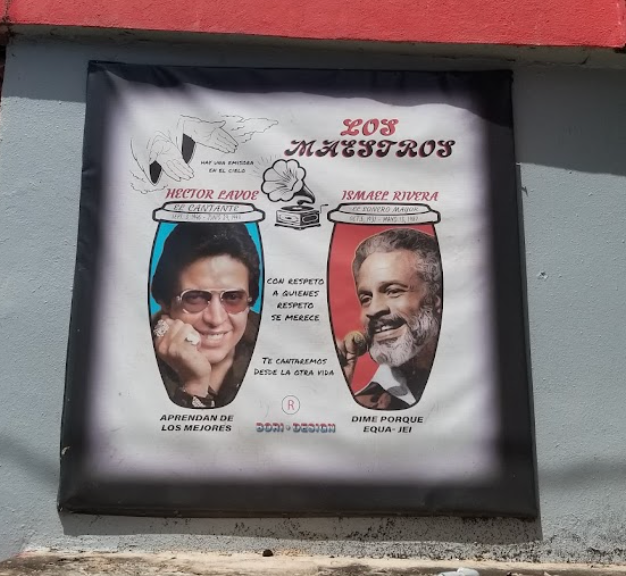 LOS
MAESTROS
HAY UNA EMISORA
EN EL CIELO
HECTOR LAVOE
EL CANTANTE
ISMAEL RIVERA
EL SONERO MAYOR
CON RESPETO
A QUIENES
RESPETO
SE MERECE
TE CANTAREMOS
DESDE LA OTRA VIDA
R
APRENDAN DE
LOS MEJORES
BORI-DESIGN
DIME PORQUE
EQUA- JEI